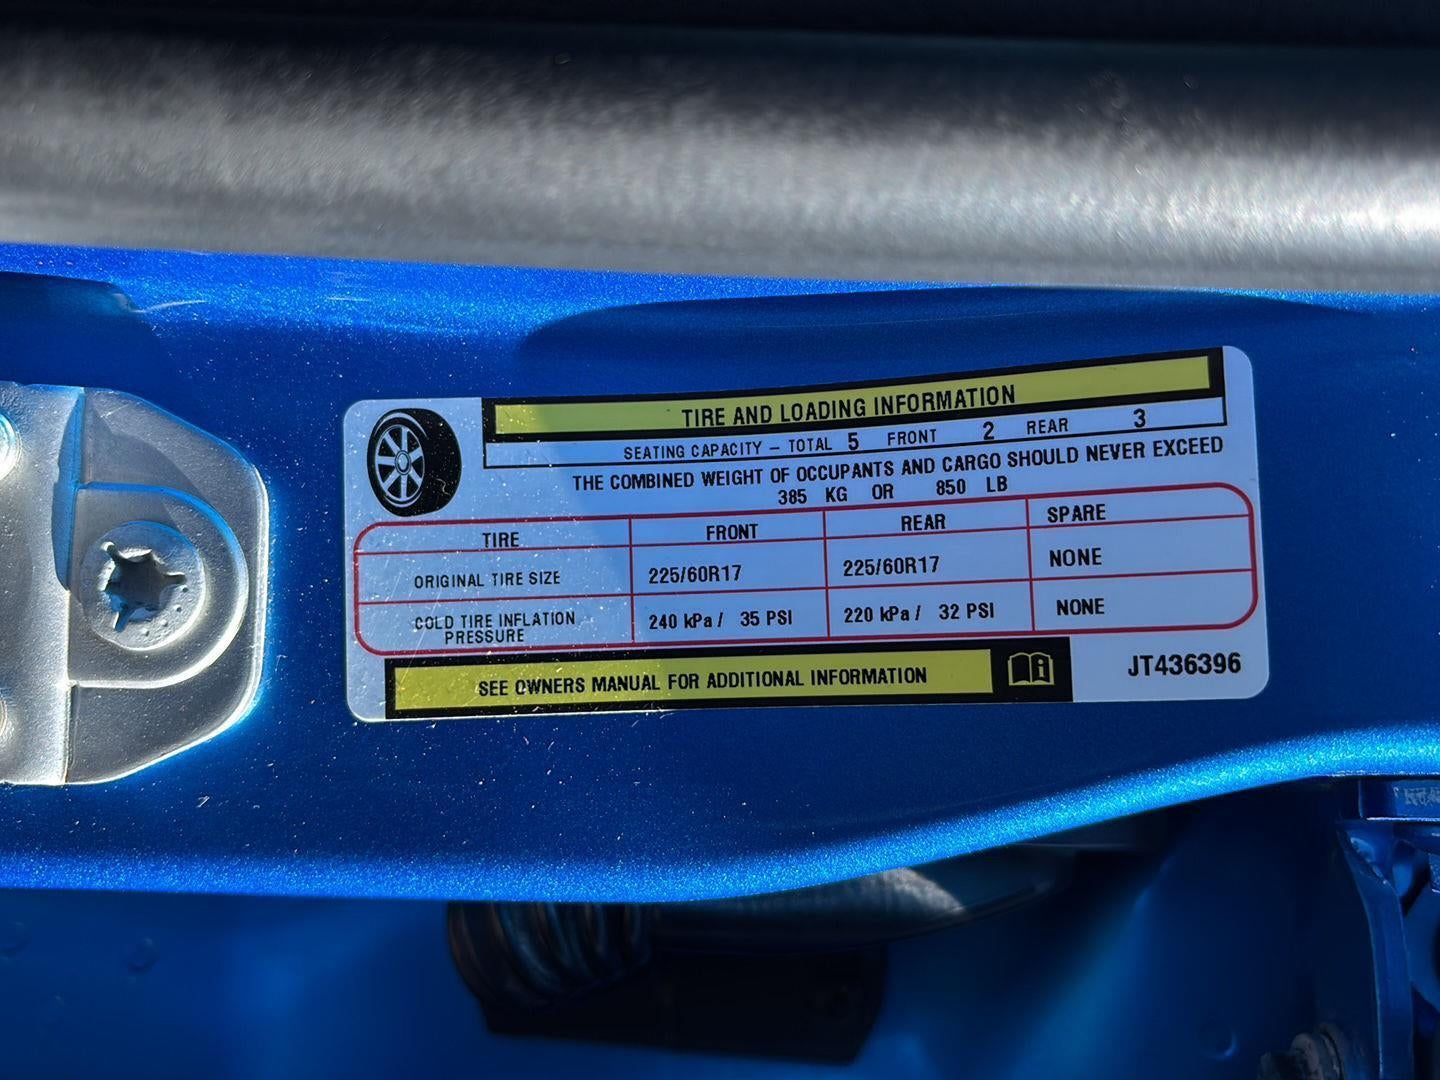 TIRE AND LOADING INFORMATION
SEATING CAPACITY – TOTAL 5 FRONT 2 REAR 3
THE COMBINED WEIGHT OF OCCUPANTS AND CARGO SHOULD NEVER EXCEED
385 KG OR 850 LB
TIRE FRONT REAR SPARE
ORIGINAL TIRE SIZE 225/60R17 225/60R17 NONE
COLD TIRE INFLATION
PRESSURE 240 kPa / 35 PSI 220 kPa / 32 PSI NONE
SEE OWNERS MANUAL FOR ADDITIONAL INFORMATION
JT436396